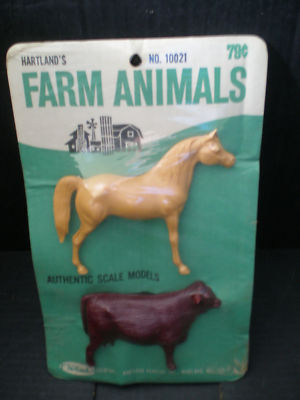 HARTLAND'S
NO. 10021
79¢
FARM ANIMALS
AUTHENTIC SCALE MODELS